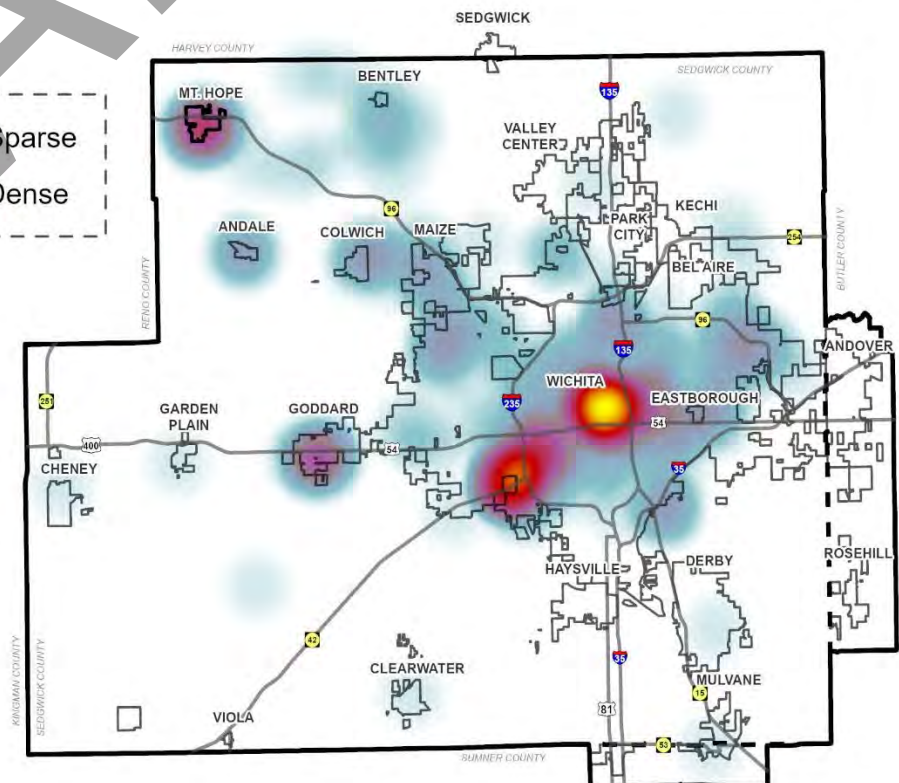 SEDGWICK
HARVEY COUNTY
SEDGWICK COUNTY
MT. HOPE
BENTLEY
135
Sparse
Dense
VALLEY
CENTER
96
KECHI
PARK
CITY
ANDALE
COLWICH
MAIZE
254
BEL AIRE
BUTLER COUNTY
RENO COUNTY
96
135
ANDOVER
WICHITA
251
235
EASTBOROUGH
GARDEN
PLAIN
GODDARD
54
400
54
CHENEY
35
ROSEHILL
HAYSVILLE
DERBY
42
KINGMAN COUNTY
SEDGWICK COUNTY
35
CLEARWATER
MULVANE
15
81
VIOLA
53
SUMNER COUNTY